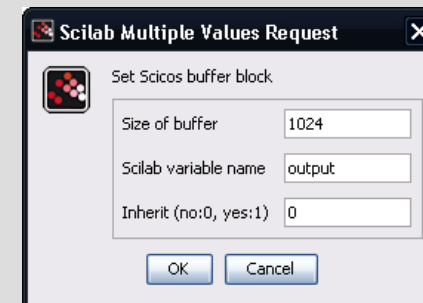 Scilab Multiple Values Request
Set Scicos buffer block
Size of buffer 1024
Scilab variable name output
Inherit (no:0, yes:1) 0
OK Cancel